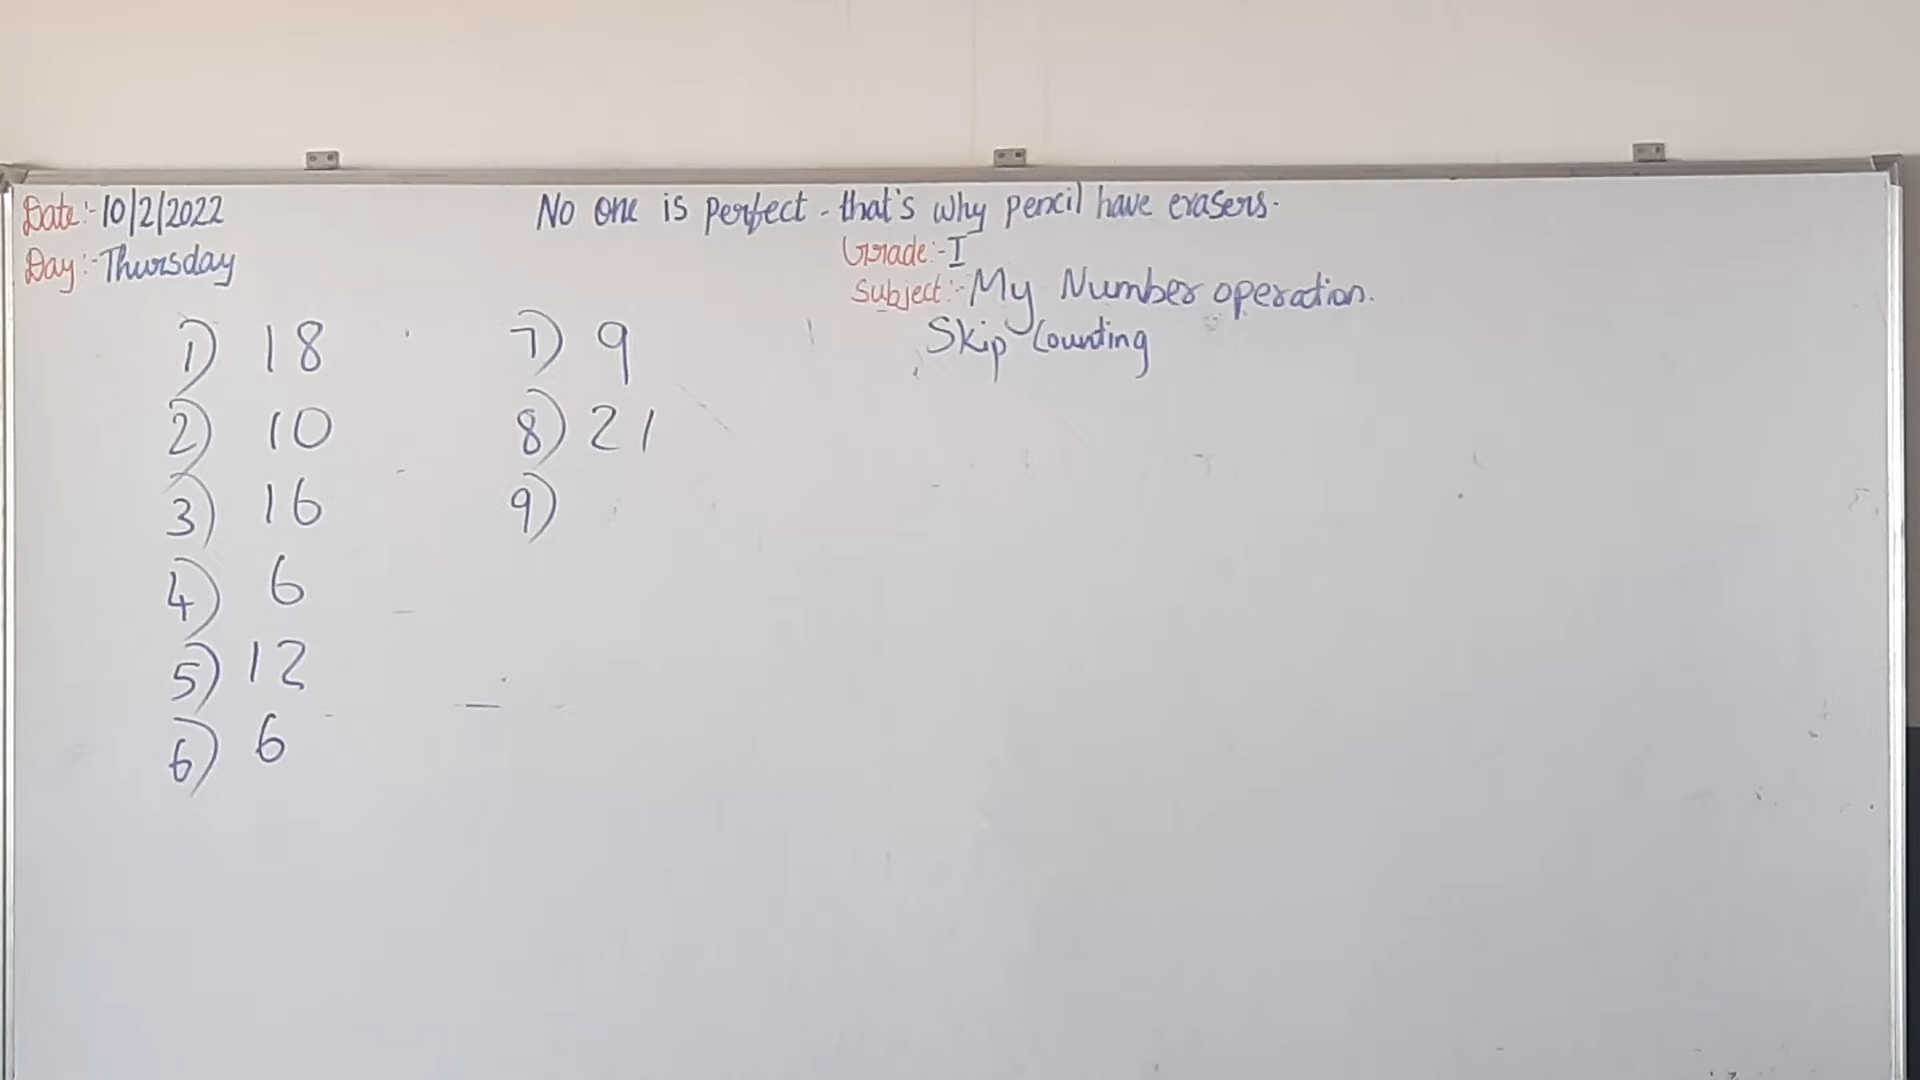 Date:- 10/2/2022
No one is perfect - that's why pencil have erasers.
Day:- Thursday
Grade:- I
Subject:- My Number operation.
Skip Counting
1) 18
2) 10
3) 16
4) 6
5) 12
6) 6
7) 9
8) 21
9)